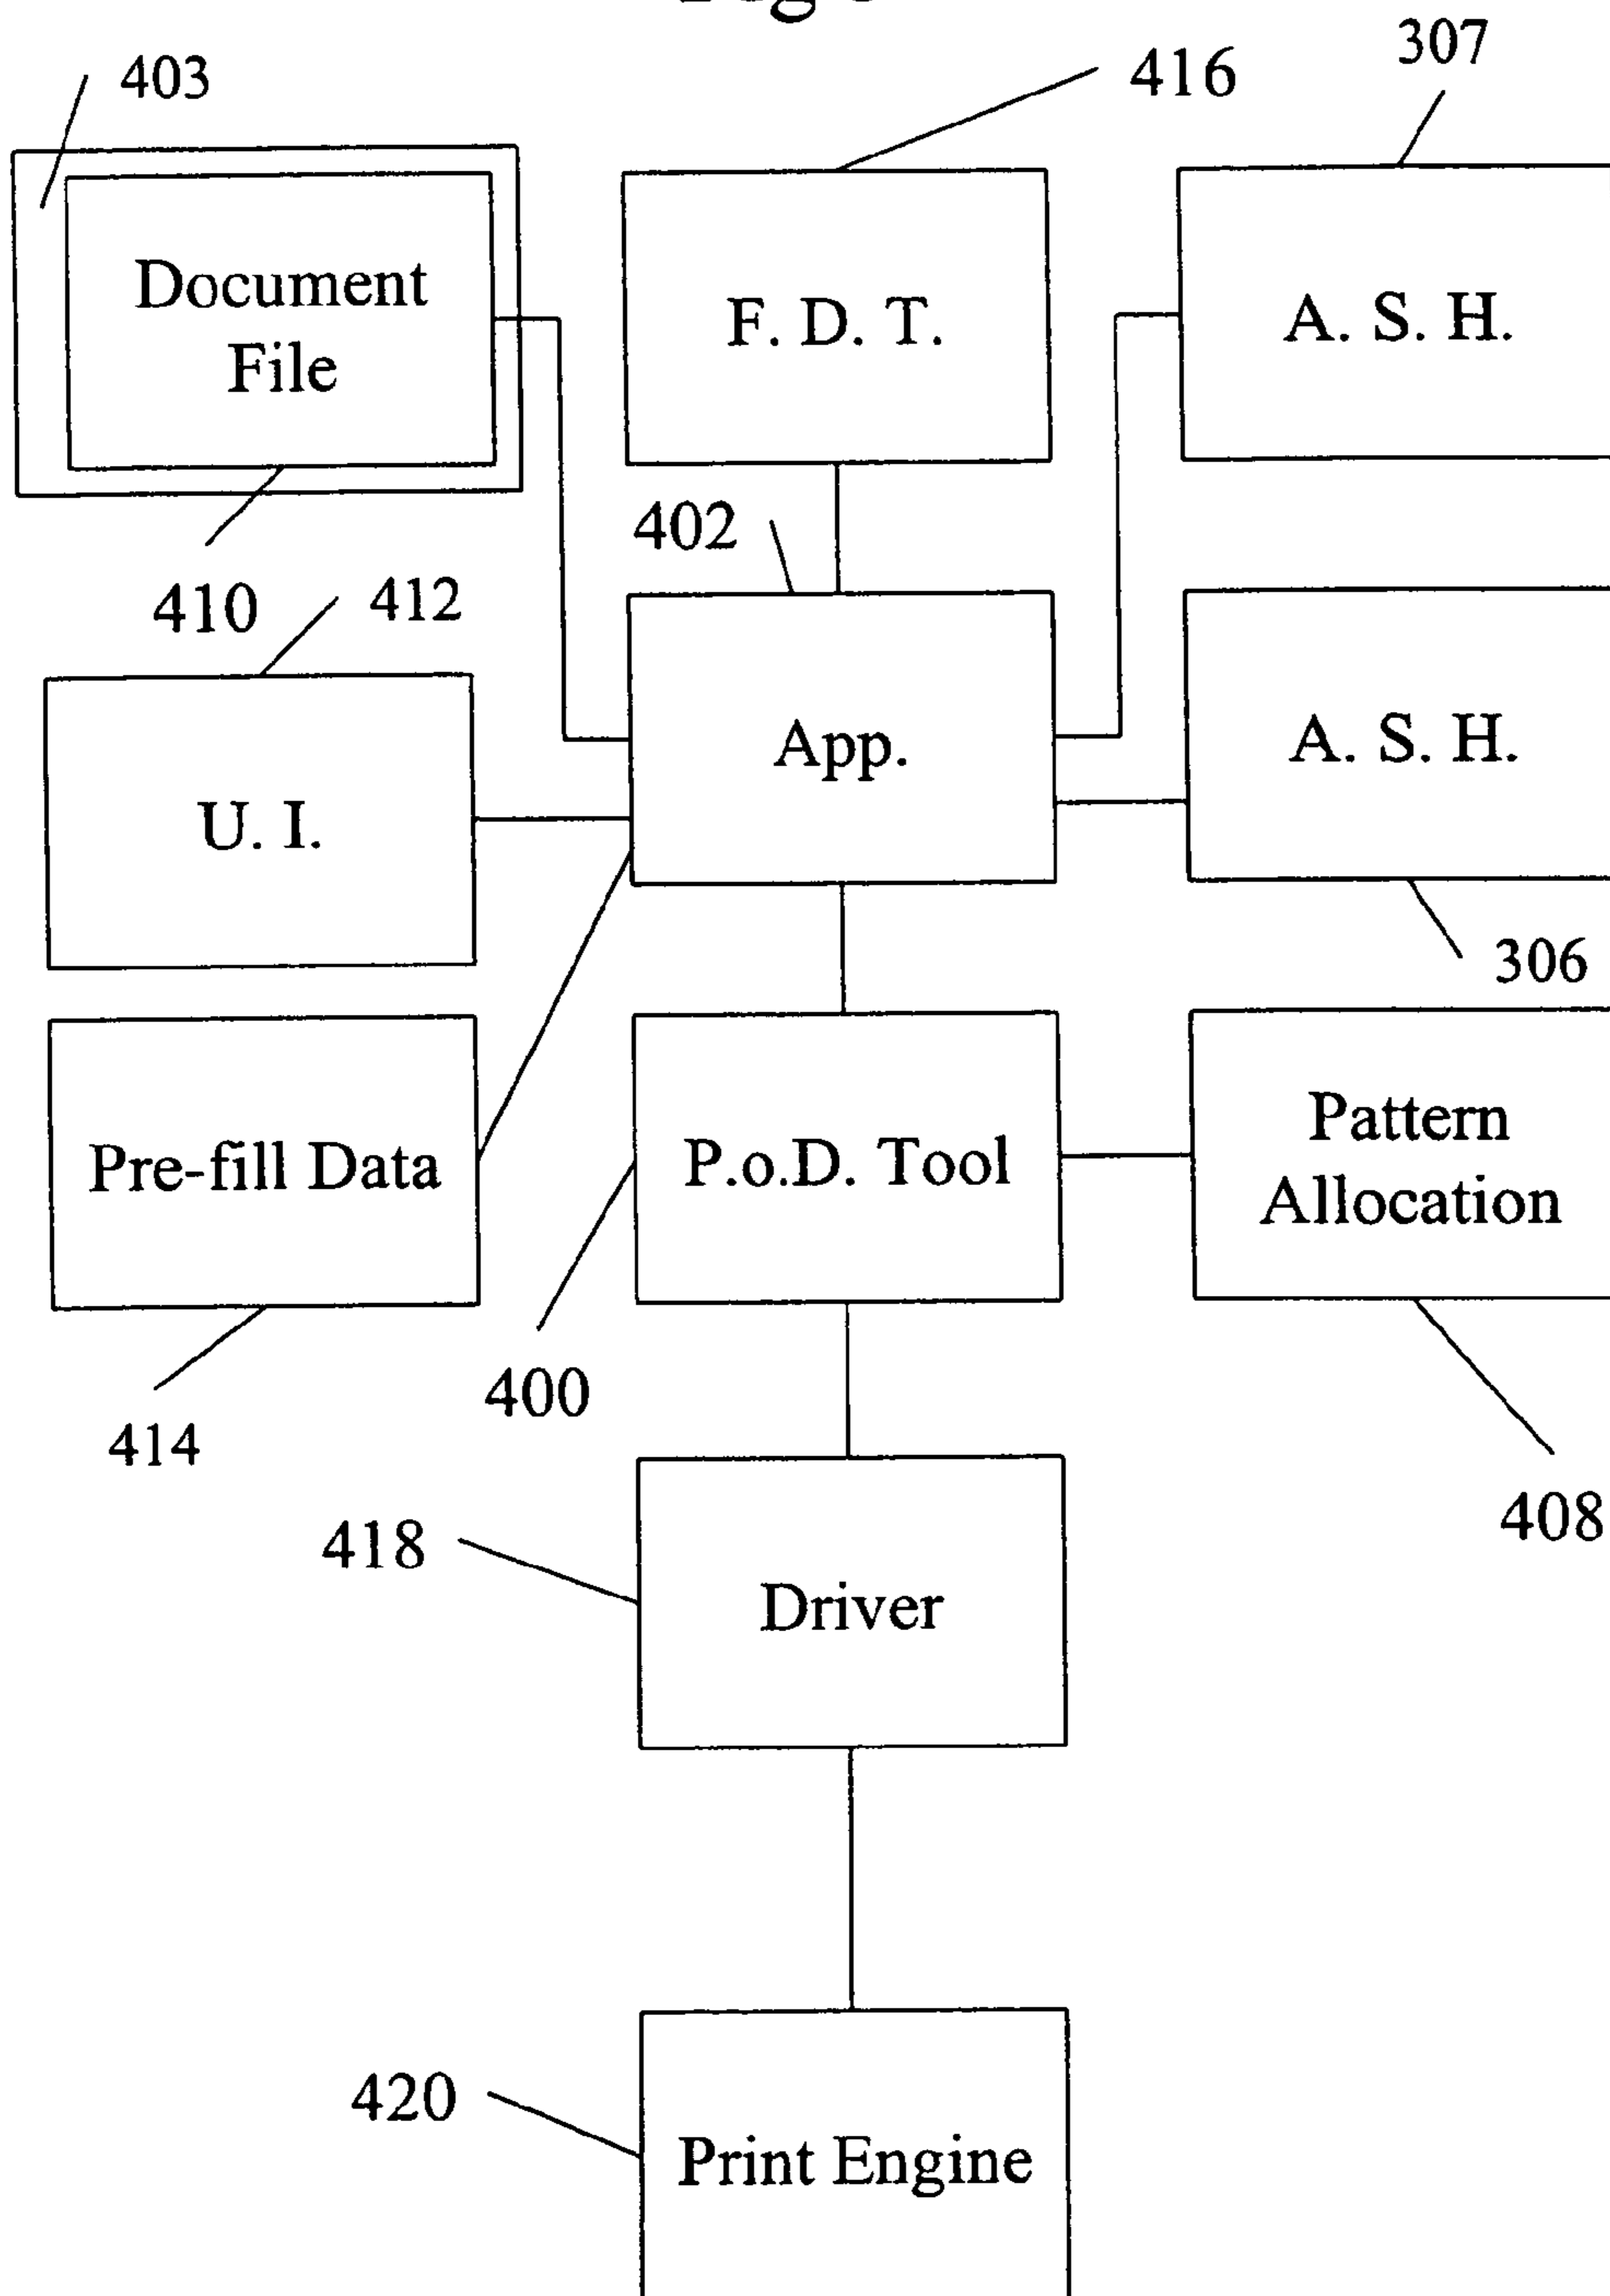 403
416
307
Document
File
F. D. T.
A. S. H.
402
410
412
App.
A. S. H.
U. I.
306
Pre-fill Data
P.o.D. Tool
Pattern
Allocation
414
400
408
418
Driver
420
Print Engine